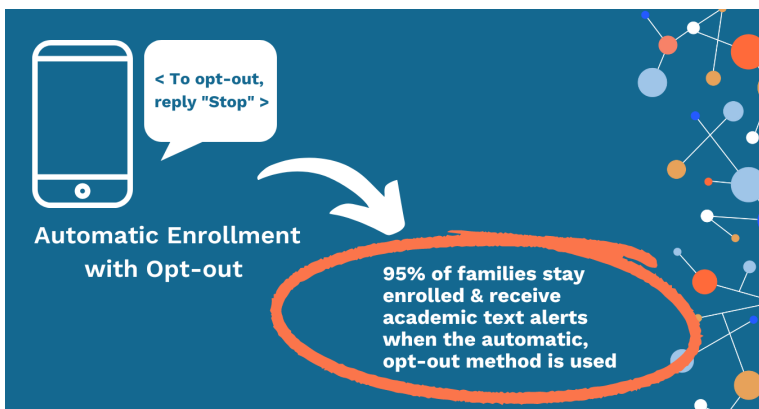 < To opt-out,
reply "Stop" >
Automatic Enrollment
with Opt-out
95% of families stay
enrolled & receive
academic text alerts
when the automatic,
opt-out method is used